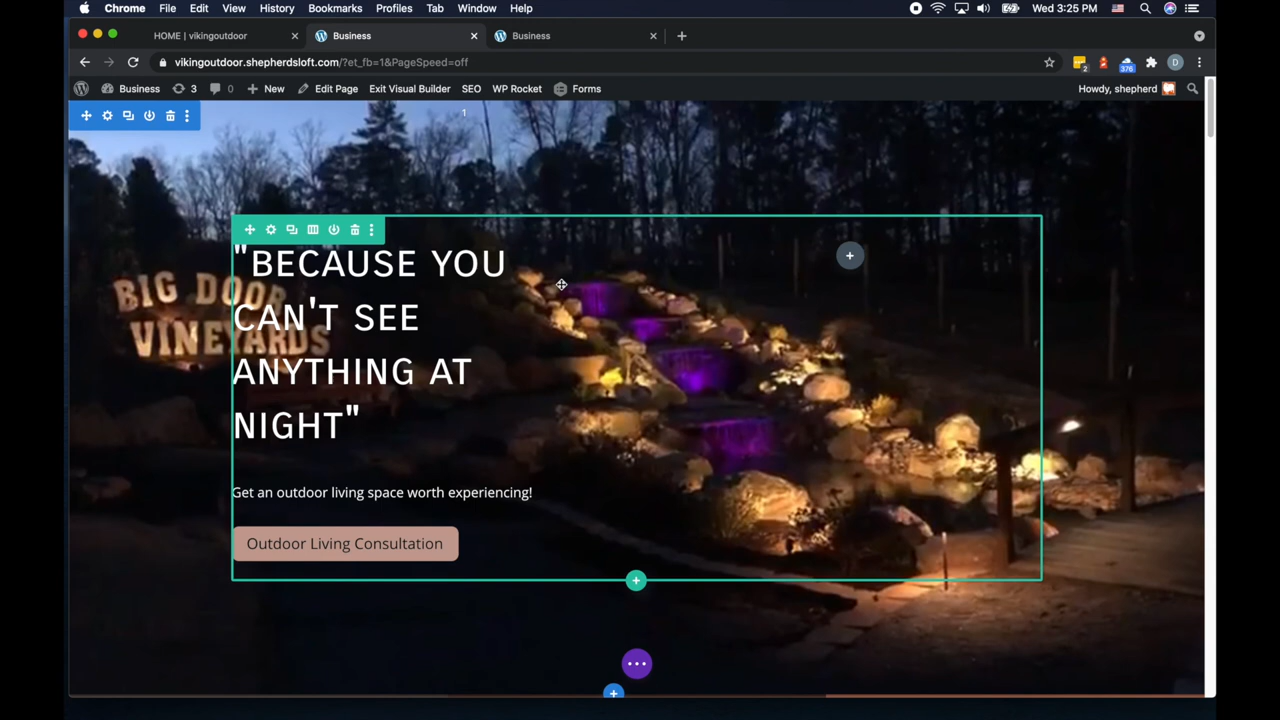 Chrome File Edit View History Bookmarks Profiles Tab Window Help Wed 3:25 PM
HOME | vikingoutdoor Business Business
vikingoutdoor.shepherdsloft.com/?et_fb=1&PageSpeed=off 2 376 D
Business 3 0 New Edit Page Exit Visual Builder SEO WP Rocket Forms Howdy, shepherd
1
"BECAUSE YOU
CAN'T SEE
ANYTHING AT
NIGHT"
BIG DOOR
VINEYARDS
Get an outdoor living space worth experiencing!
Outdoor Living Consultation